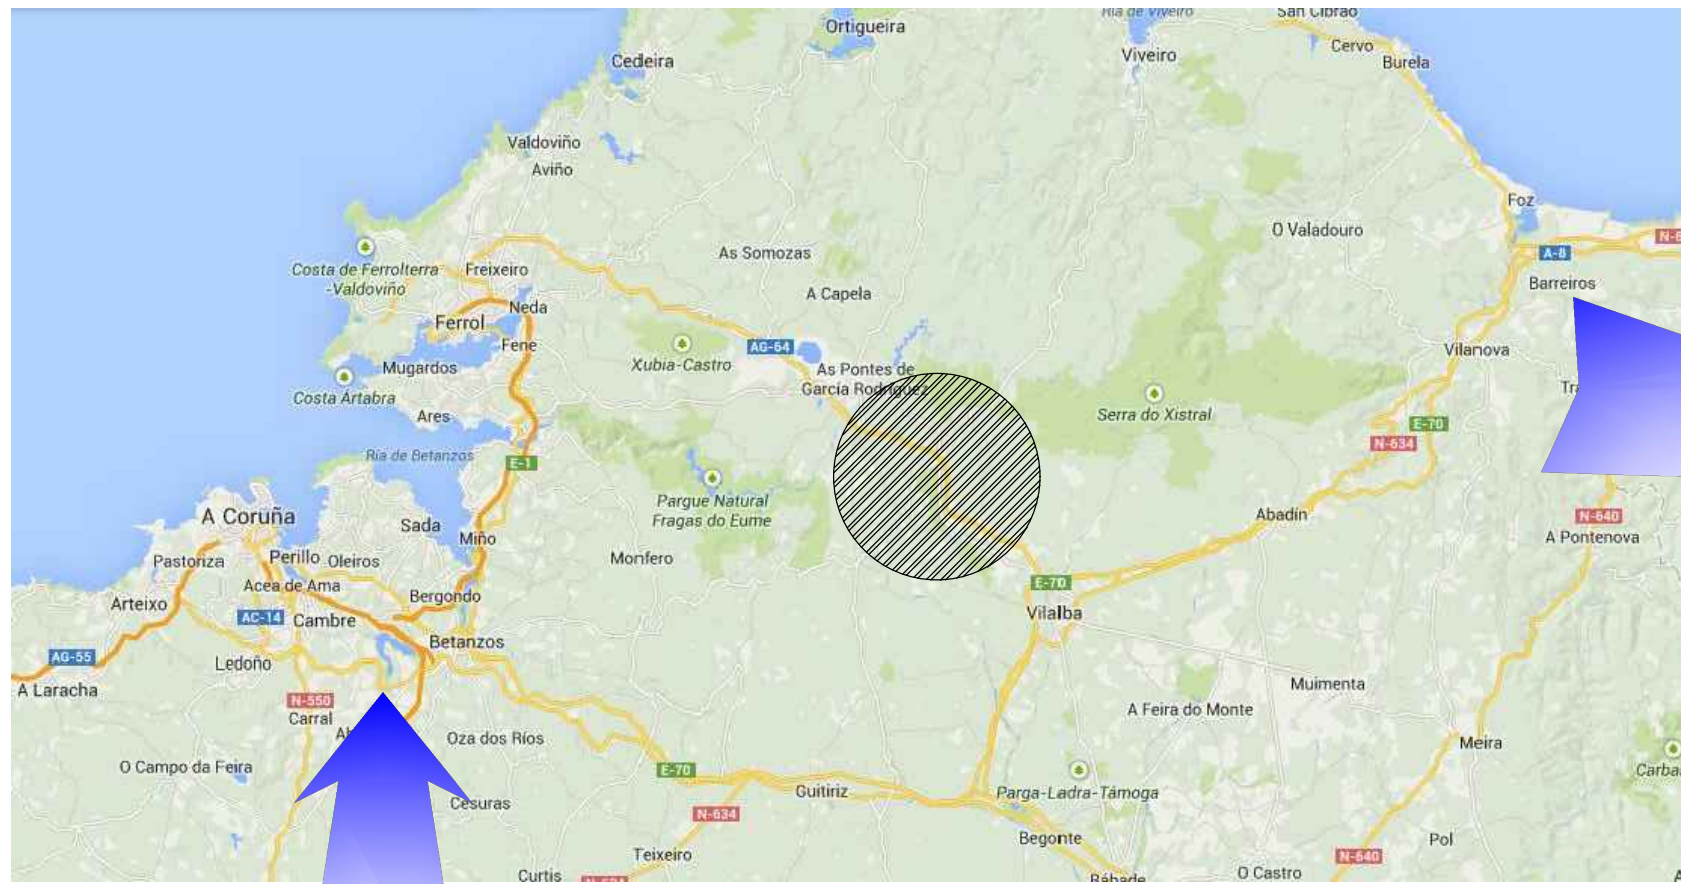 Ría de Viveiro
San Cibrao
Ortigueira
Cervo
Viveiro
Cedeira
Burela
Valdoviño
Aviño
Foz
O Valadouro
As Somozas
A-8
Costa de Ferrolterra
-Valdoviño
Freixeiro
Barreiros
A Capela
Neda
Ferrol
Fene
AG-64
Vilanova
Xubia-Castro
Mugardos
As Pontes de
García Rodríguez
Costa Ártabra
Serra do Xistral
Ares
E-70
N-634
Ría de Betanzos
E-1
Parque Natural
Fragas do Eume
A Coruña
Sada
Abadín
N-640
Miño
A Pontenova
Pastoriza
Perillo
Oleiros
Monfero
Acea de Ama
E-70
Arteixo
Bergondo
Vilalba
AC-14
Cambre
Betanzos
AG-55
Ledoño
A Laracha
Muimenta
N-550
A Feira do Monte
Carral
Oza dos Ríos
Meira
O Campo da Feira
E-70
Guitiriz
Parga-Ladra-Támoga
Cesuras
N-634
Begonte
Pol
Teixeiro
N-640
Curtis
O Castro
Rábade
N-634